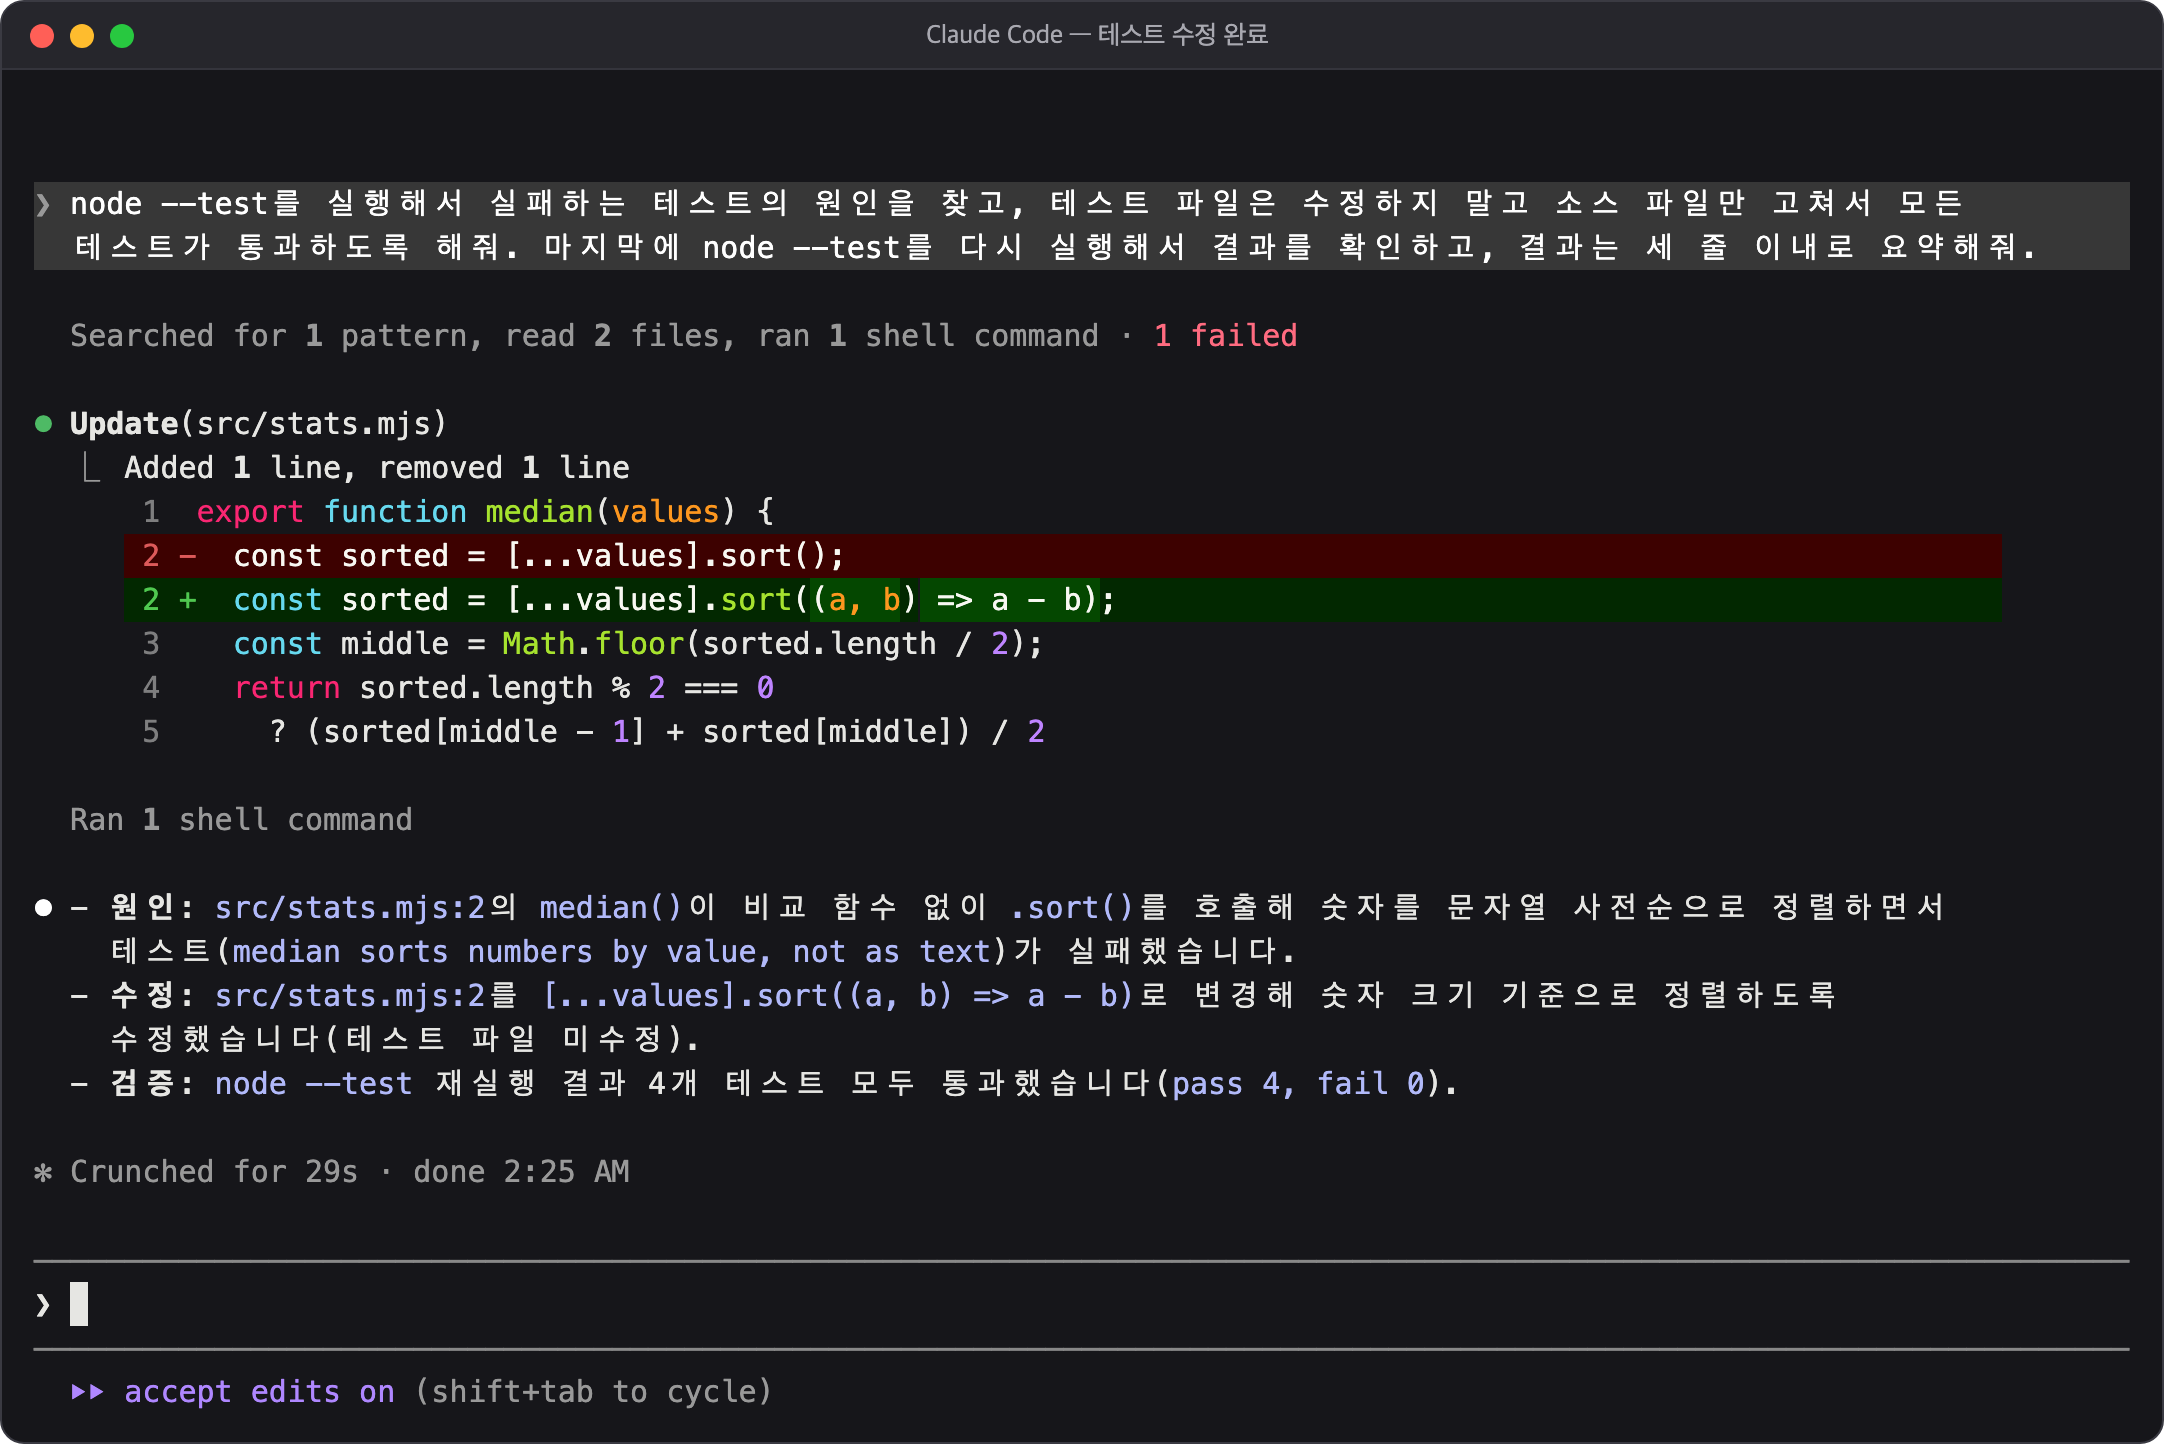 Claude Code — 테스트 수정 완료
❯ node --test를 실행해서 실패하는 테스트의 원인을 찾고, 테스트 파일은 수정하지 말고 소스 파일만 고쳐서 모든
테스트가 통과하도록 해줘. 마지막에 node --test를 다시 실행해서 결과를 확인하고, 결과는 세 줄 이내로 요약해줘.
Searched for 1 pattern, read 2 files, ran 1 shell command · 1 failed
● Update(src/stats.mjs)
⎿ Added 1 line, removed 1 line
1 export function median(values) {
2 - const sorted = [...values].sort();
2 + const sorted = [...values].sort((a, b) => a - b);
3 const middle = Math.floor(sorted.length / 2);
4 return sorted.length % 2 === 0
5 ? (sorted[middle - 1] + sorted[middle]) / 2
Ran 1 shell command
● - 원인: src/stats.mjs:2의 median()이 비교 함수 없이 .sort()를 호출해 숫자를 문자열 사전순으로 정렬하면서
테스트(median sorts numbers by value, not as text)가 실패했습니다.
- 수정: src/stats.mjs:2를 [...values].sort((a, b) => a - b)로 변경해 숫자 크기 기준으로 정렬하도록
수정했습니다(테스트 파일 미수정).
- 검증: node --test 재실행 결과 4개 테스트 모두 통과했습니다(pass 4, fail 0).
✻ Crunched for 29s · done 2:25 AM
❯
⏵⏵ accept edits on (shift+tab to cycle)